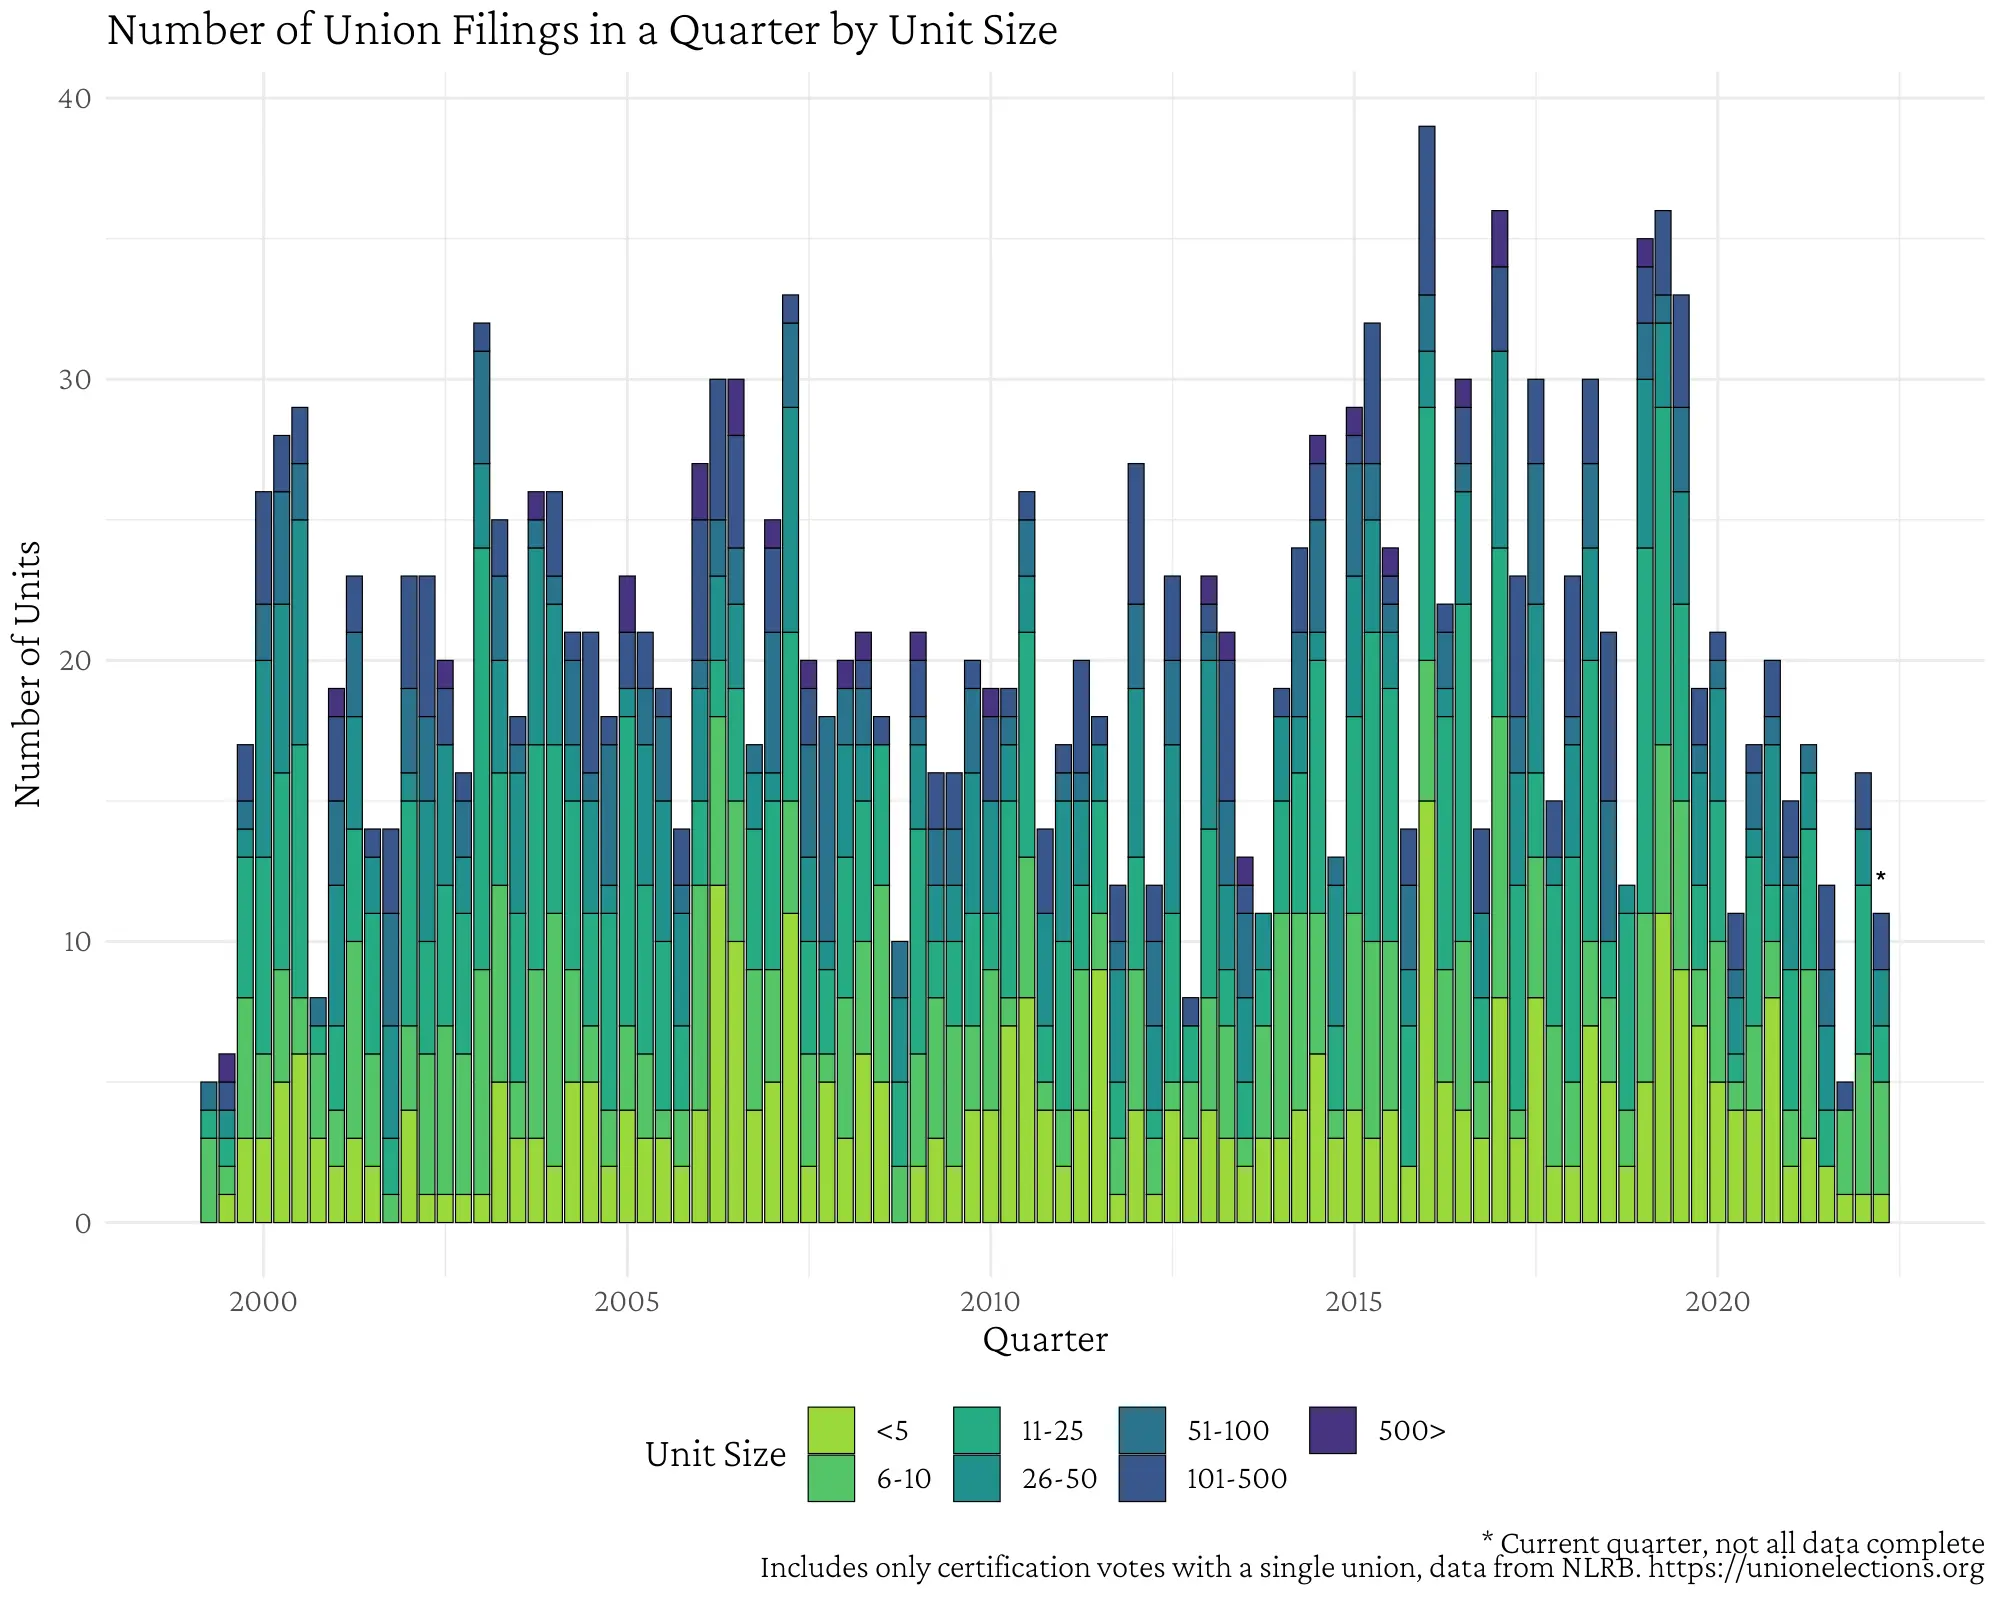 Number of Union Filings in a Quarter by Unit Size
Number of Units
40
30
20
10
0
*
2000 2005 2010 2015 2020
Quarter
Unit Size
<5 11-25 51-100 500>
6-10 26-50 101-500
* Current quarter, not all data complete
Includes only certification votes with a single union, data from NLRB. https://unionelections.org